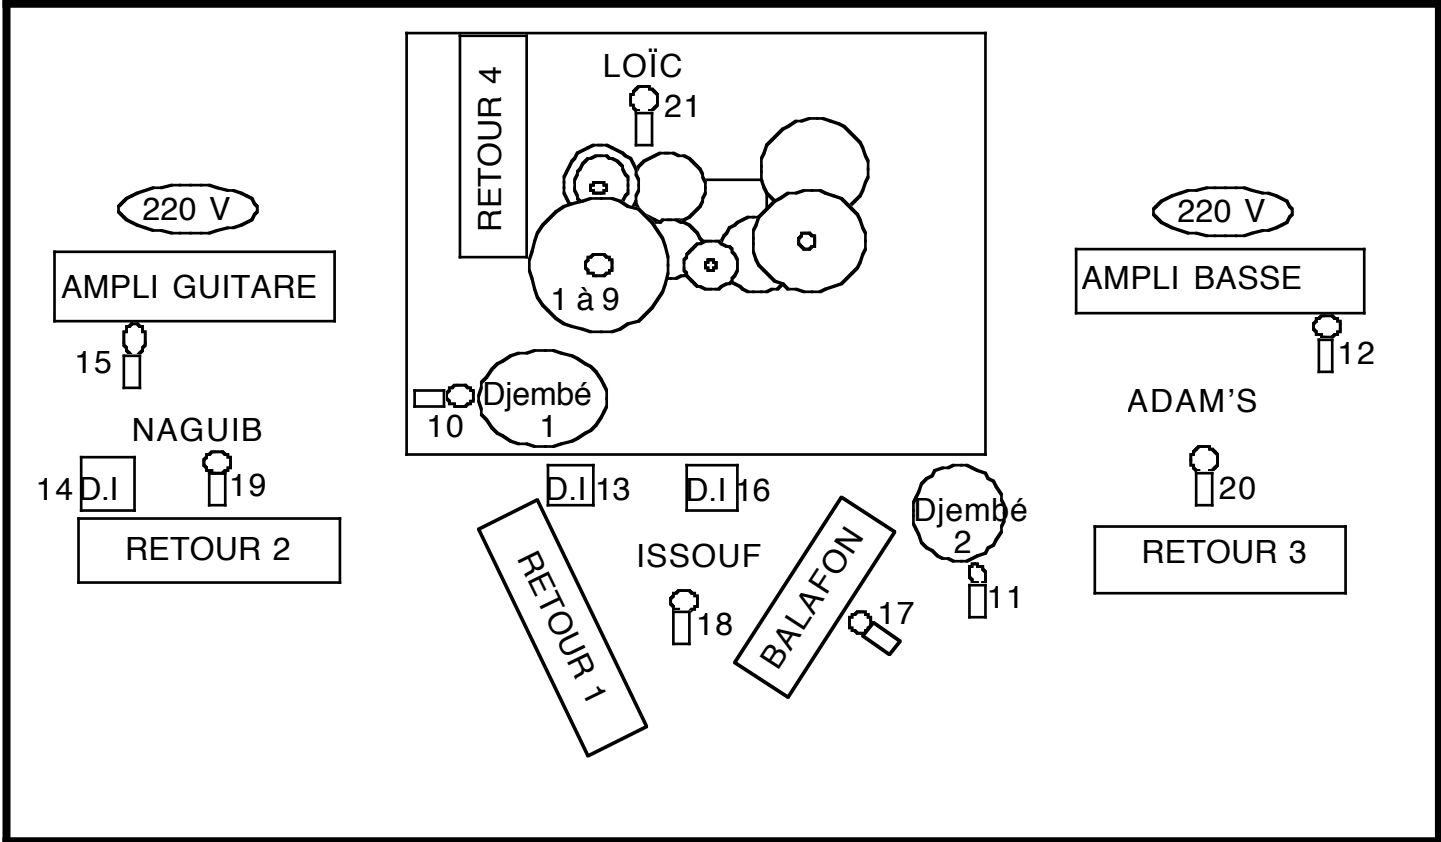 LOÏC
21
RETOUR 4
220 V
220 V
AMPLI GUITARE
AMPLI BASSE
1 à 9
15
12
Djembé
1
10
NAGUIB
ADAM'S
14 D.I
19
D.I 13
D.I 16
Djembé
2
20
RETOUR 2
RETOUR 1
ISSOUF
18
BALAFON
17
11
RETOUR 3